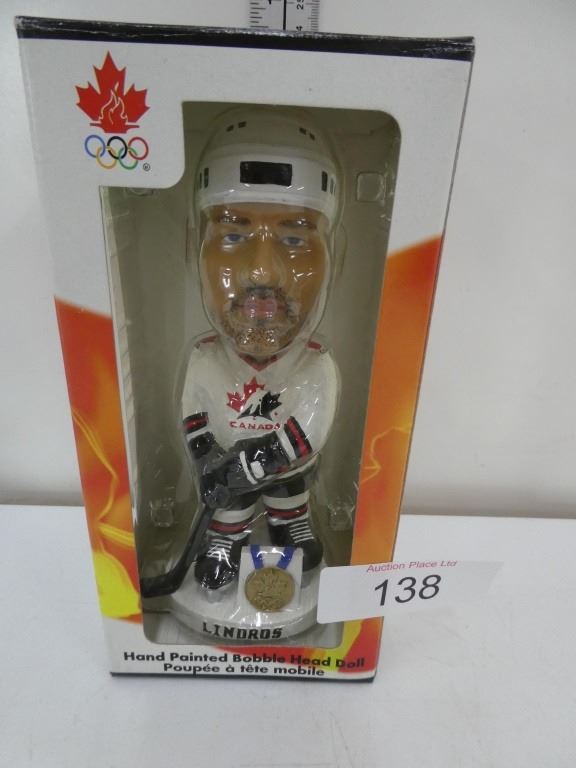 ®
CANADA
LINDROS
Auction Place Ltd
138
Hand Painted Bobble Head Doll
Poupée à tête mobile